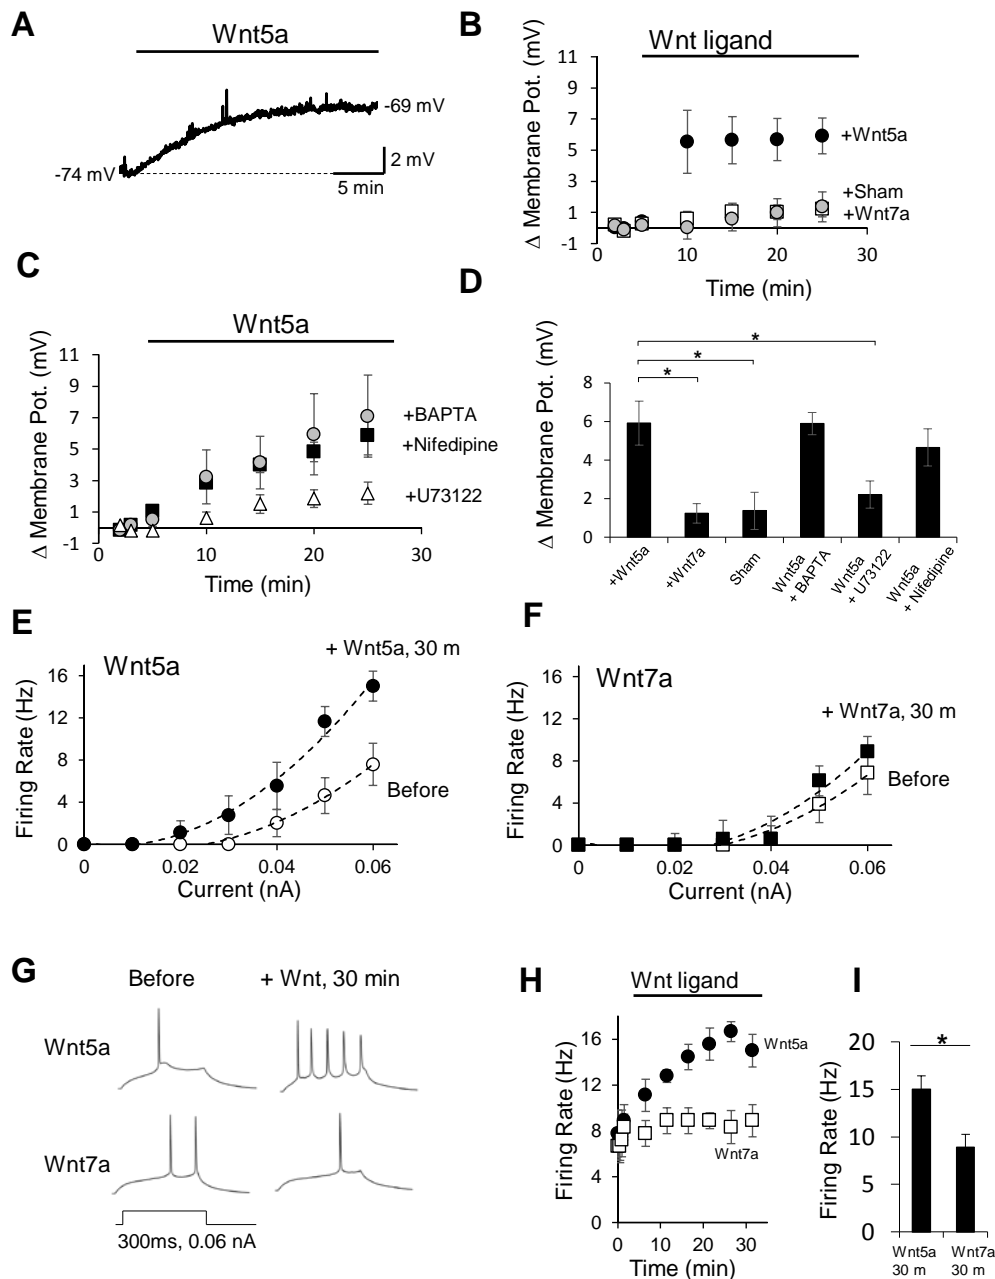 A
Wnt5a
-69 mV
-74 mV
2 mV
5 min
B
Wnt ligand
Δ Membrane Pot. (mV)
11
9
7
5
3
1
-1
0
10
20
30
Time (min)
+Wnt5a
+Sham
+Wnt7a
C
Wnt5a
Δ Membrane Pot. (mV)
11
9
7
5
3
1
-1
0
10
20
30
Time (min)
+BAPTA
+Nifedipine
+U73122
D
Δ Membrane Pot. (mV)
8
6
4
2
0
*
*
*
+Wnt5a
+Wnt7a
Sham
Wnt5a
+ BAPTA
Wnt5a
+ U73122
Wnt5a
+ Nifedipine
E
Wnt5a
+ Wnt5a, 30 m
Before
Firing Rate (Hz)
16
12
8
4
0
0
0.02
0.04
0.06
Current (nA)
F
Wnt7a
+ Wnt7a, 30 m
Before
Firing Rate (Hz)
16
12
8
4
0
0
0.02
0.04
0.06
Current (nA)
G
Before
+ Wnt, 30 min
Wnt5a
Wnt7a
300ms, 0.06 nA
H
Wnt ligand
Firing Rate (Hz)
16
12
8
4
0
0
10
20
30
Time (min)
Wnt5a
Wnt7a
I
*
Firing Rate (Hz)
20
15
10
5
0
Wnt5a
30 m
Wnt7a
30 m